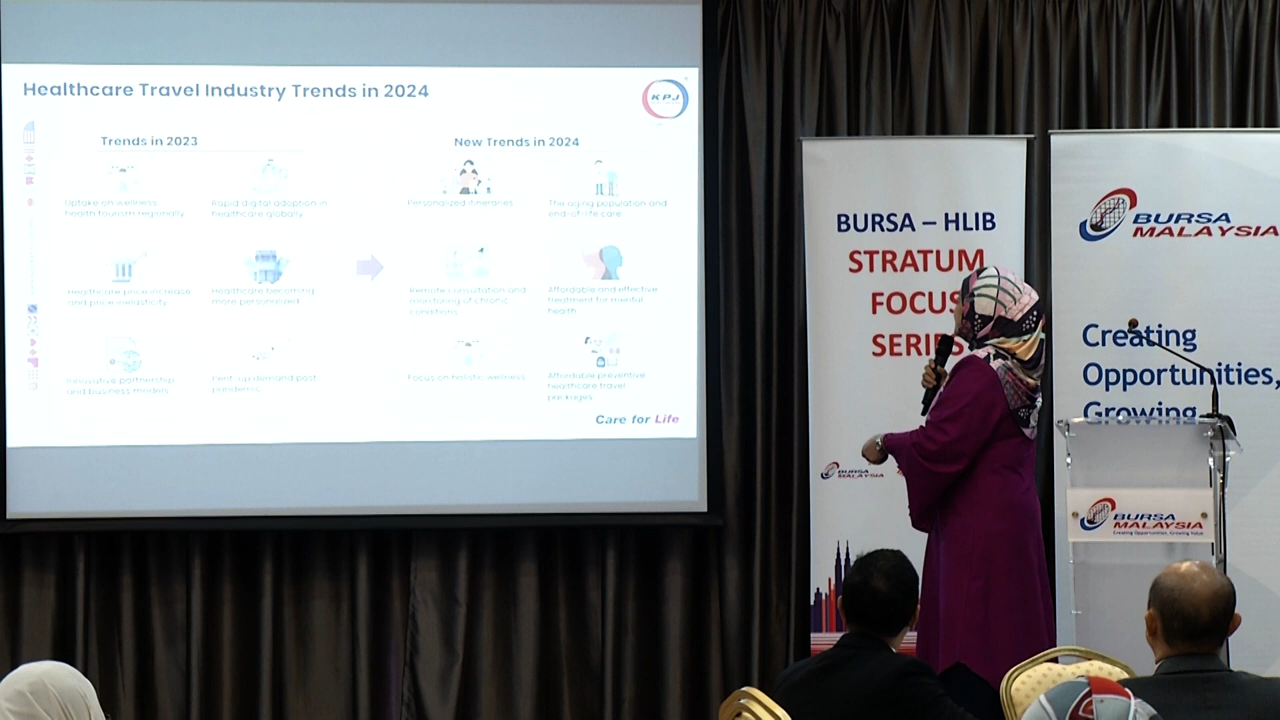 Healthcare Travel Industry Trends in 2024
KPJ
Trends in 2023
New Trends in 2024
Uptake on wellness
health tourism regionally
Rapid digital adoption in
healthcare globally
Personalized itineraries
The aging population and
end-of-life care
Healthcare price increase
and price inelasticity
Healthcare becoming
more personalized
Remote consultation and
monitoring of chronic
conditions
Affordable and effective
treatment for mental
health
Innovative partnership
and business models
Pent-up demand post
pandemic
Focus on holistic wellness
Affordable preventive
healthcare travel
packages
Care for Life
BURSA – HLIB
STRATUM
FOCUS
SERIES
BURSA
MALAYSIA
BURSA
MALAYSIA
Creating
Opportunities,
Growing
BURSA
MALAYSIA
Creating Opportunities, Growing Value